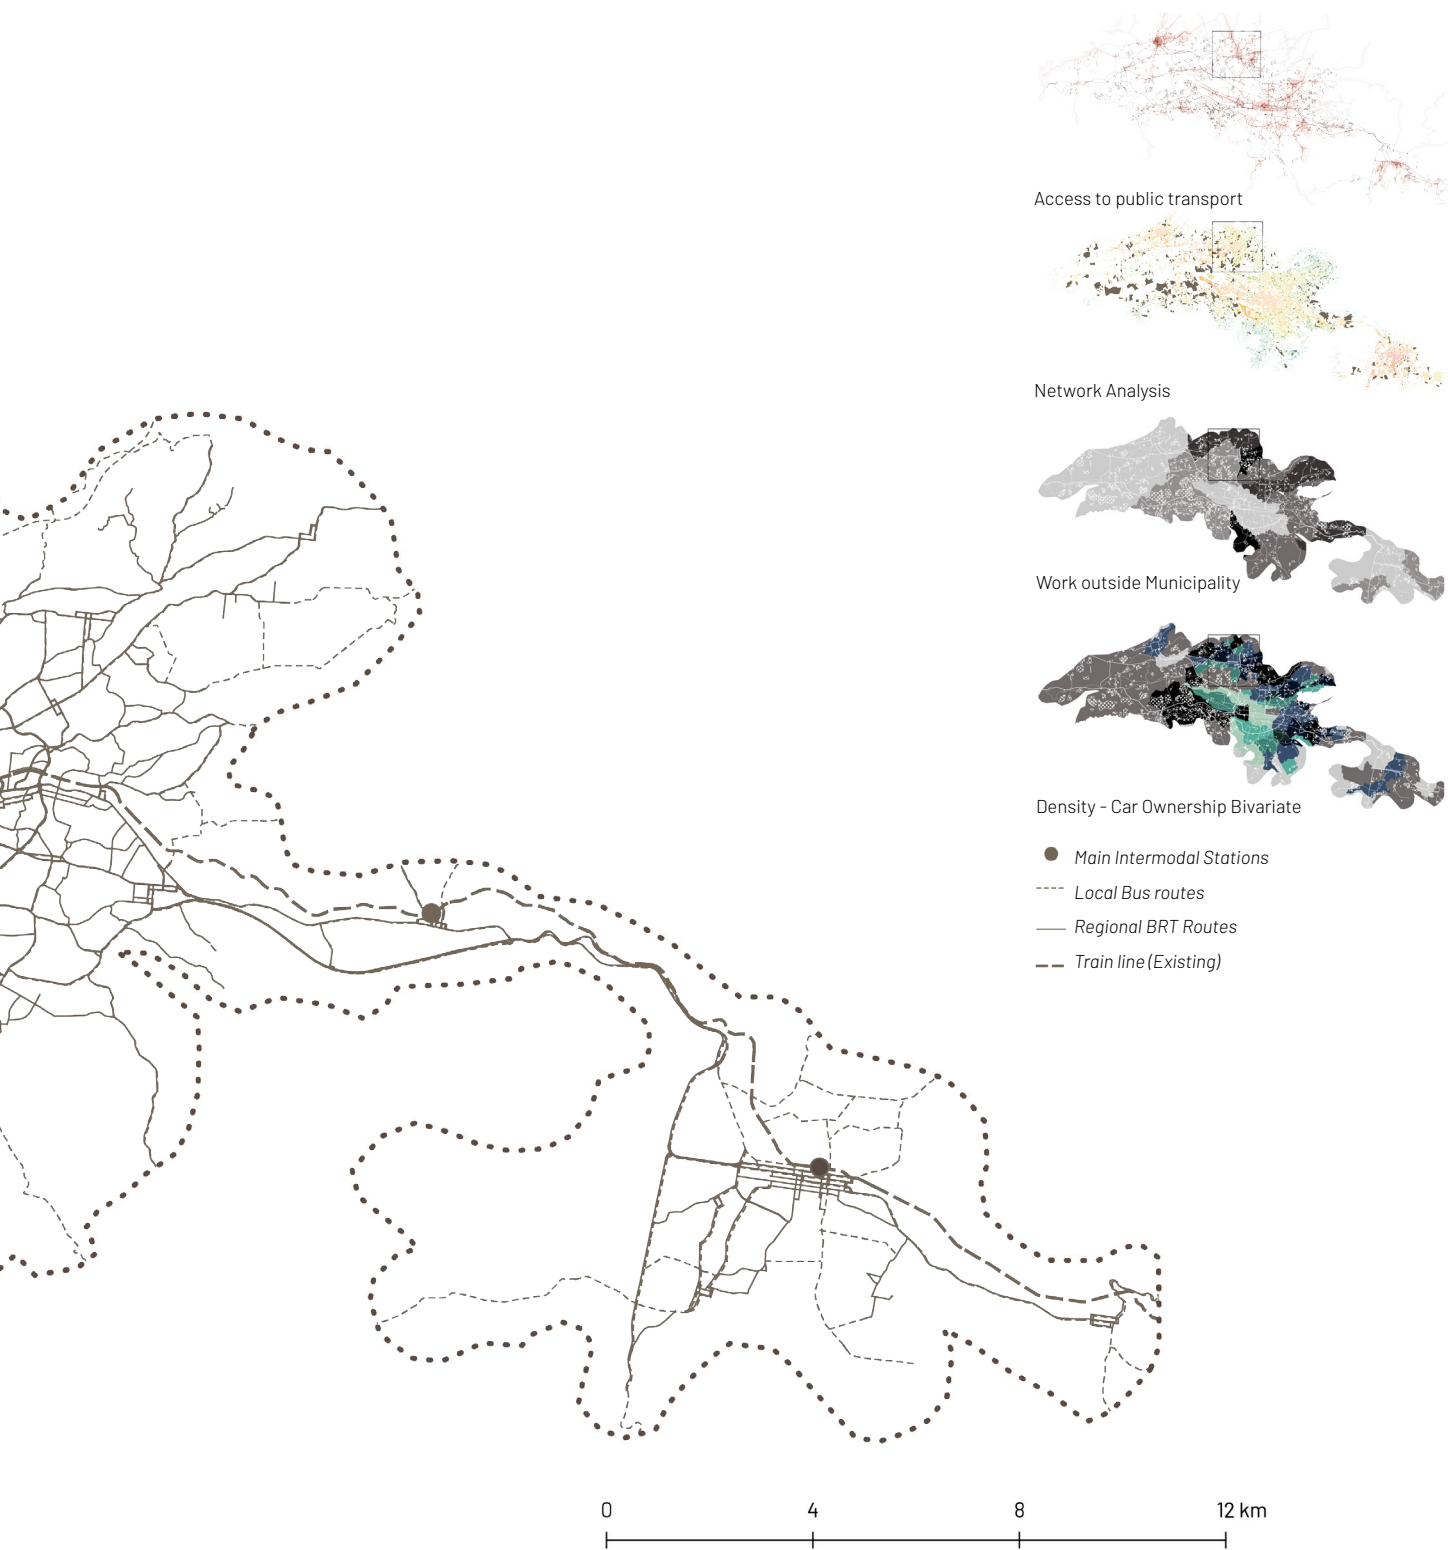 Access to public transport
Network Analysis
Work outside Municipality
Density - Car Ownership Bivariate
Main Intermodal Stations
Local Bus routes
Regional BRT Routes
Train line (Existing)
0 4 8 12 km